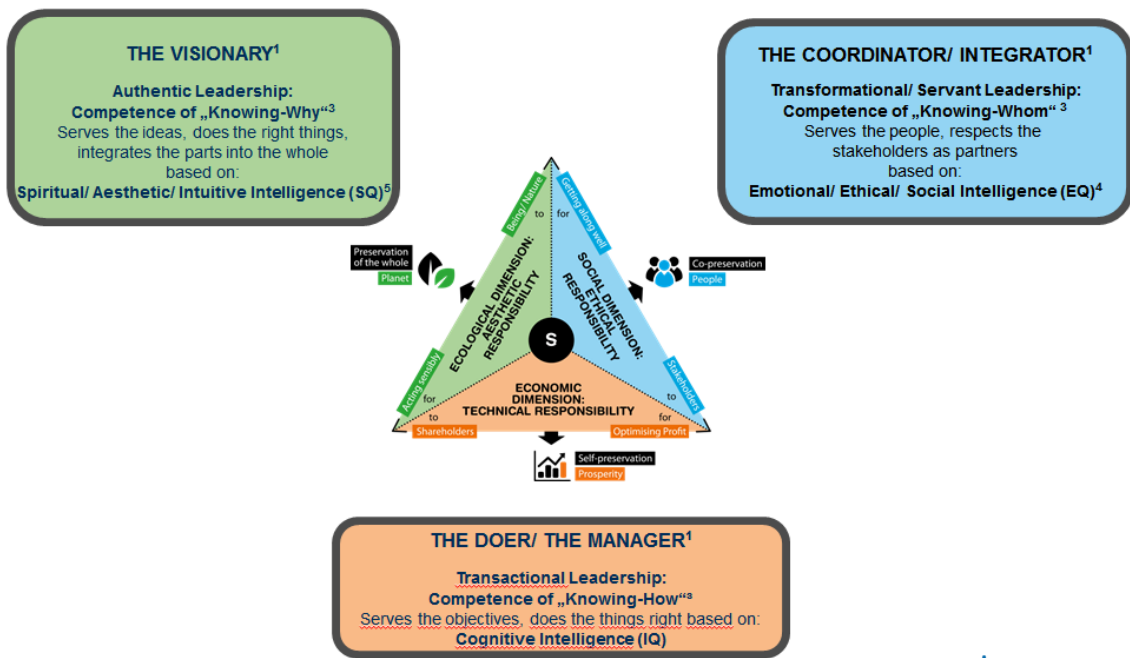 THE VISIONARY¹
Authentic Leadership:
Competence of „Knowing-Why“³
Serves the ideas, does the right things,
integrates the parts into the whole
based on:
Spiritual/ Aesthetic/ Intuitive Intelligence (SQ)⁵
THE COORDINATOR/ INTEGRATOR¹
Transformational/ Servant Leadership:
Competence of „Knowing-Whom“ ³
Serves the people, respects the
stakeholders as partners
based on:
Emotional/ Ethical/ Social Intelligence (EQ)⁴
Being/ Nature
to
for
Getting along well
Preservation
of the whole
Planet
Co-preservation
People
ECOLOGICAL DIMENSION:
AESTHETIC
RESPONSIBILITY
SOCIAL DIMENSION:
ETHICAL
RESPONSIBILITY
S
Acting sensibly
for
to
Stakeholders
to
for
ECONOMIC
DIMENSION:
TECHNICAL RESPONSIBILITY
Shareholders
Optimising Profit
Self-preservation
Prosperity
THE DOER/ THE MANAGER¹
Transactional Leadership:
Competence of „Knowing-How“³
Serves the objectives, does the things right based on:
Cognitive Intelligence (IQ)